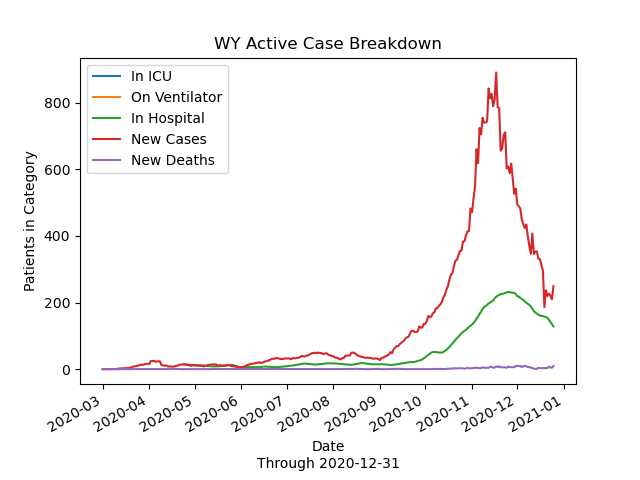 WY Active Case Breakdown
In ICU
On Ventilator
In Hospital
New Cases
New Deaths
Patients in Category
800
600
400
200
0
2020-03
2020-04
2020-05
2020-06
2020-07
2020-08
2020-09
2020-10
2020-11
2020-12
2021-01
Date
Through 2020-12-31